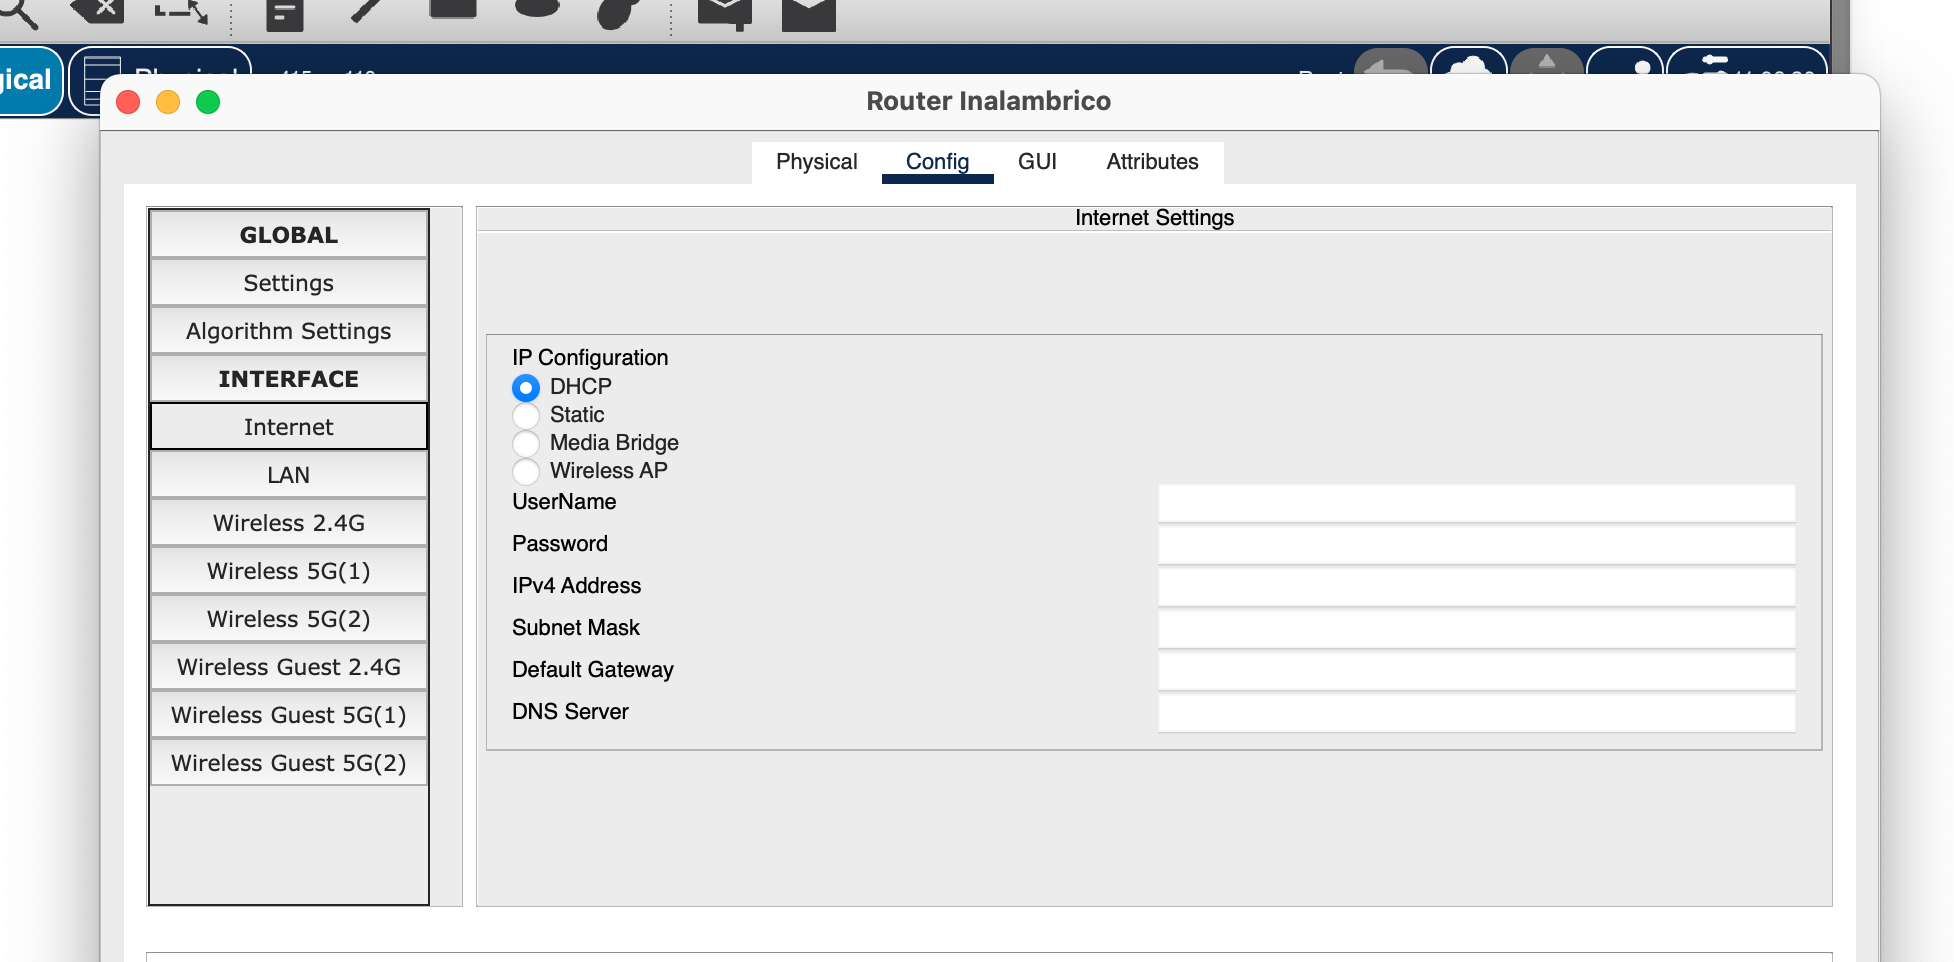 Router Inalambrico
Physical
Config
GUI
Attributes
GLOBAL
Settings
Algorithm Settings
INTERFACE
Internet
LAN
Wireless 2.4G
Wireless 5G(1)
Wireless 5G(2)
Wireless Guest 2.4G
Wireless Guest 5G(1)
Wireless Guest 5G(2)
Internet Settings
IP Configuration
DHCP
Static
Media Bridge
Wireless AP
UserName
Password
IPv4 Address
Subnet Mask
Default Gateway
DNS Server